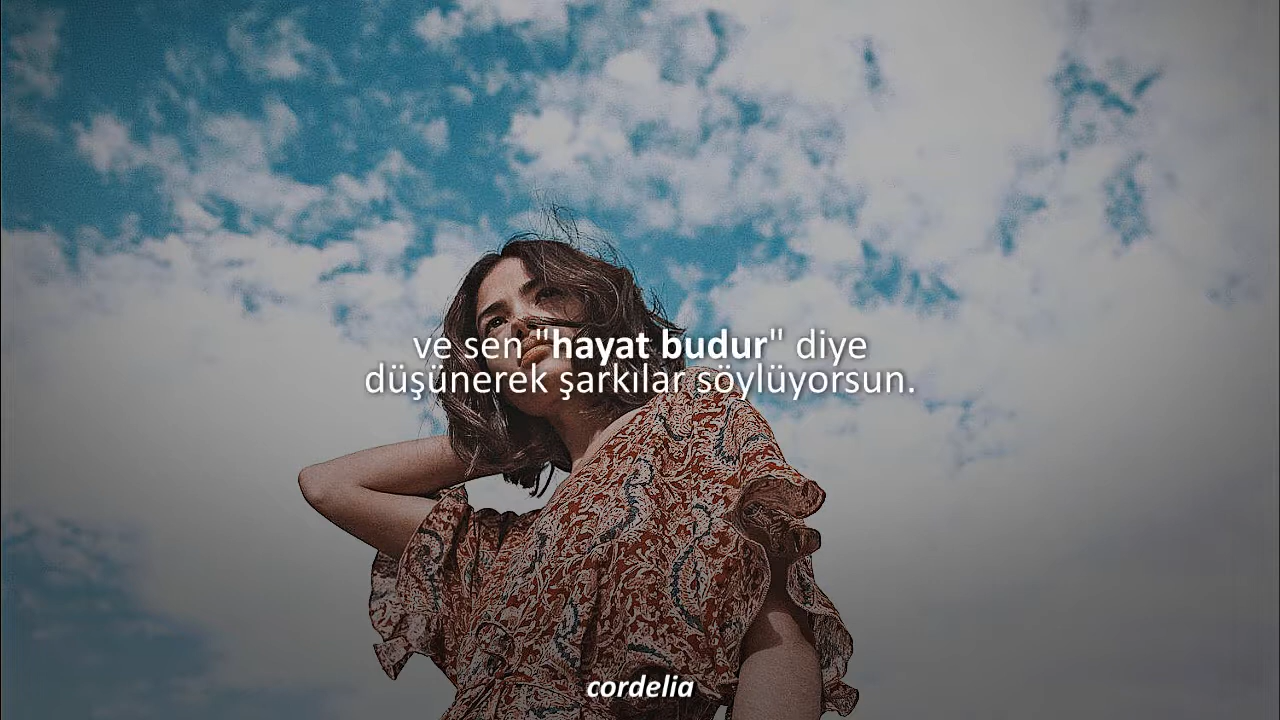 ve sen "hayat budur" diye
düşünerek şarkılar söylüyorsun.
cordelia